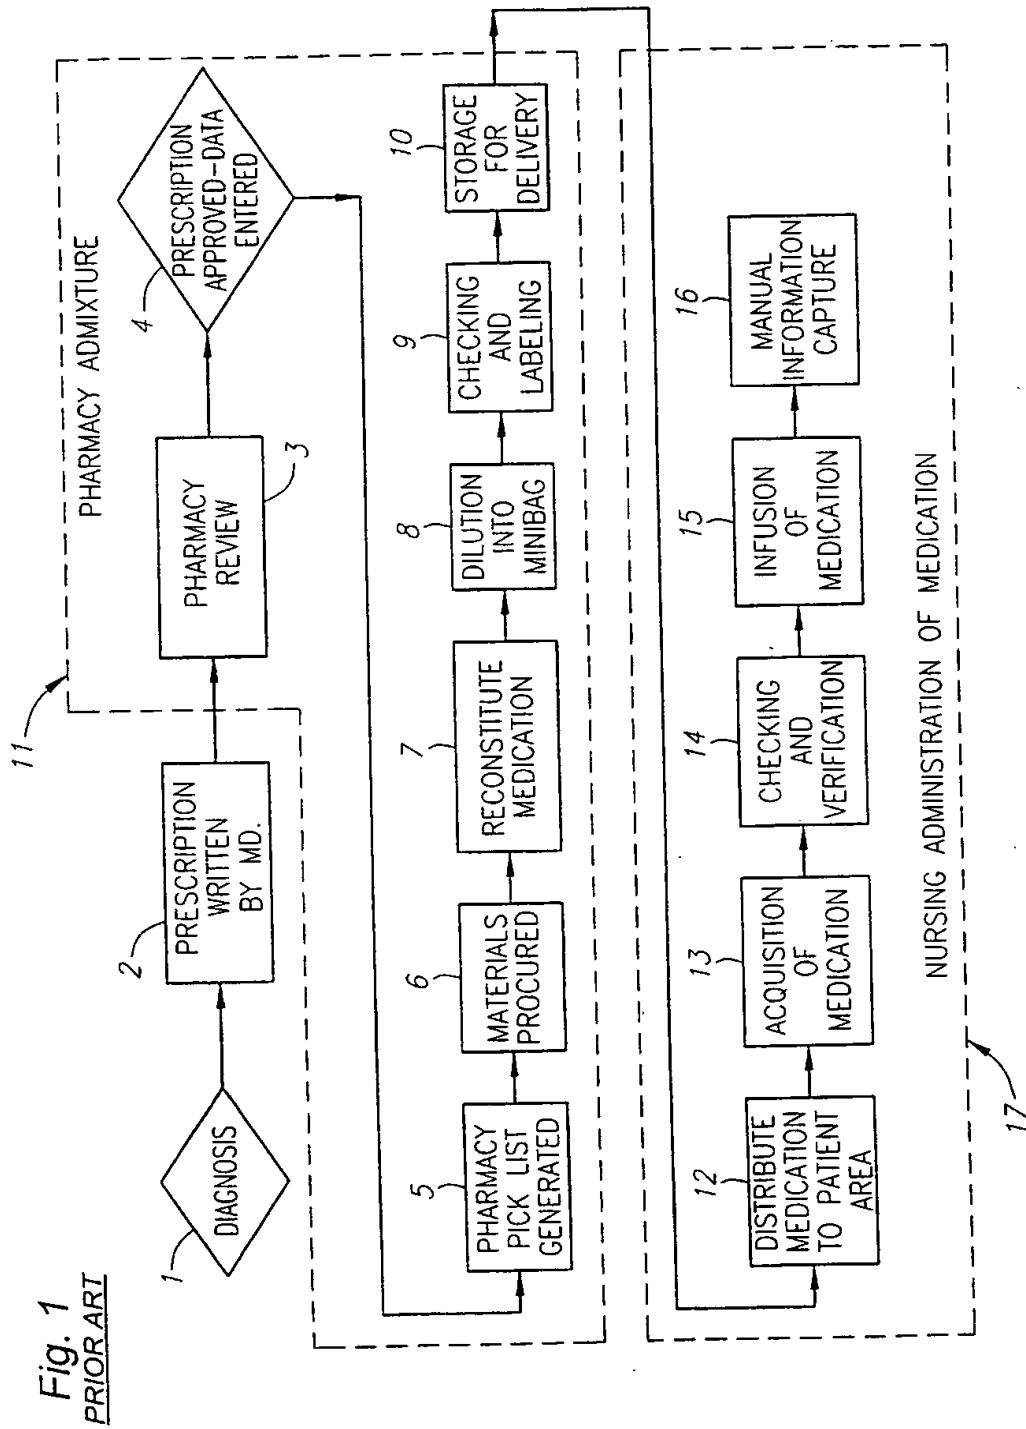 Fig. 1
PRIOR ART
1
DIAGNOSIS
2
PRESCRIPTION
WRITTEN
BY MD.
11
PHARMACY ADMIXTURE
PHARMACY
REVIEW
3
4
PRESCRIPTION
APPROVED-DATA
ENTERED
5
PHARMACY
PICK LIST
GENERATED
6
MATERIALS
PROCURED
7
RECONSTITUTE
MEDICATION
8
DILUTION
INTO
MINIBAG
9
CHECKING
AND
LABELING
10
STORAGE
FOR
DELIVERY
12
DISTRIBUTE
MEDICATION
TO PATIENT
AREA
13
ACQUISITION
OF
MEDICATION
14
CHECKING
AND
VERIFICATION
15
INFUSION
OF
MEDICATION
16
MANUAL
INFORMATION
CAPTURE
NURSING ADMINISTRATION OF MEDICATION
17